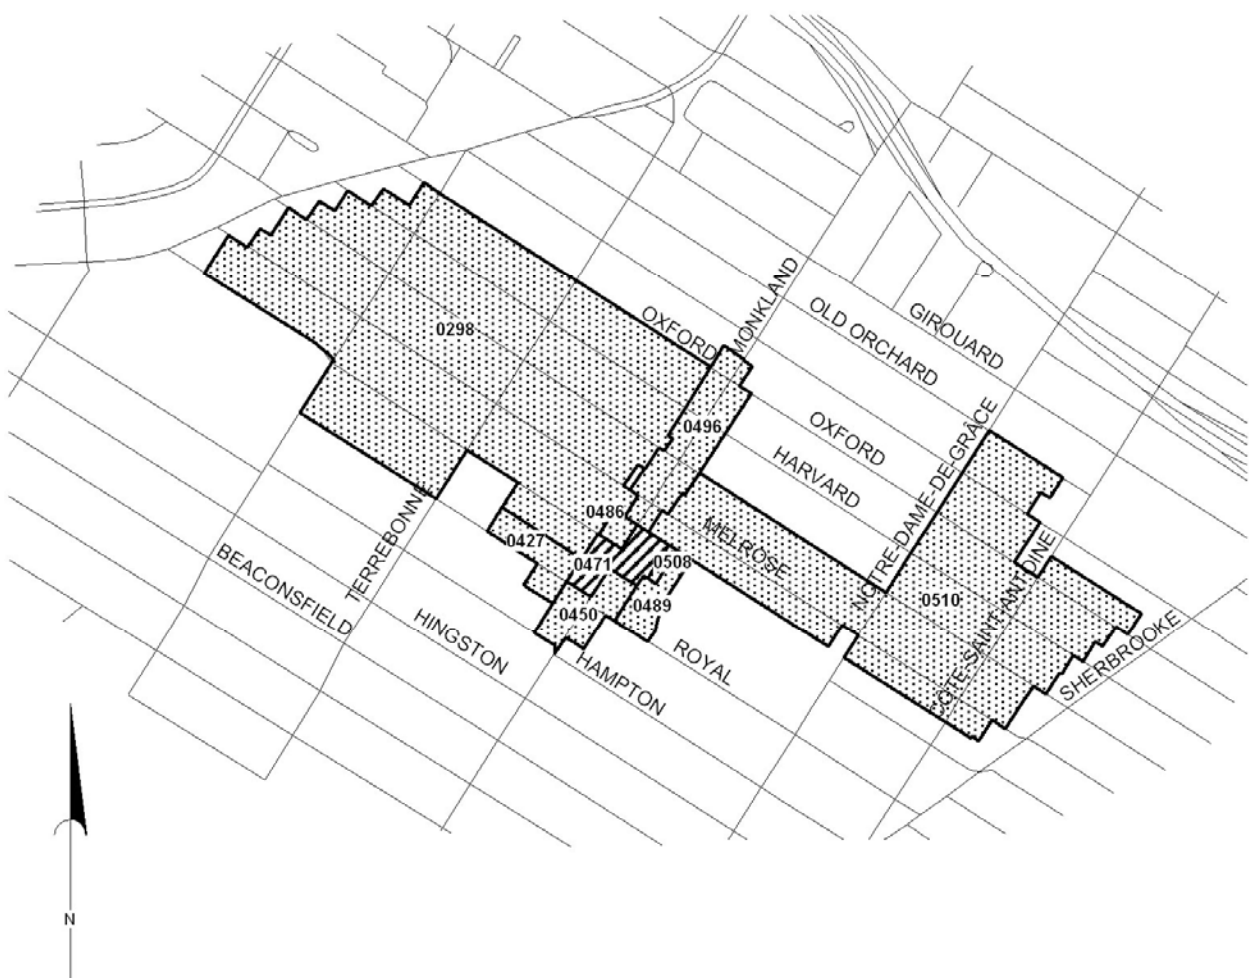 MONKLAND
OXFORD
OLD ORCHARD
GIROUARD
0298
0496
OXFORD
HARVARD
NOTRE-DAME-DE-GRÂCE
TERREBONNE
0486
0427
0471
0508
MELROSE
0450
0489
0510
CÔTE-SAINT-ANTOINE
BEACONSFIELD
HINGSTON
HAMPTON
ROYAL
SHERBROOKE
N